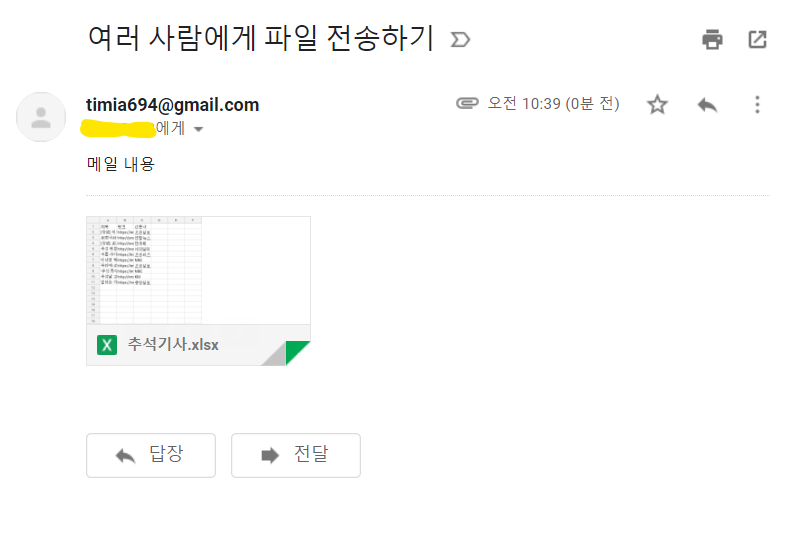 여러 사람에게 파일 전송하기
timia694@gmail.com
오전 10:39 (0분 전)
에게
메일 내용
추석기사.xlsx
답장
전달